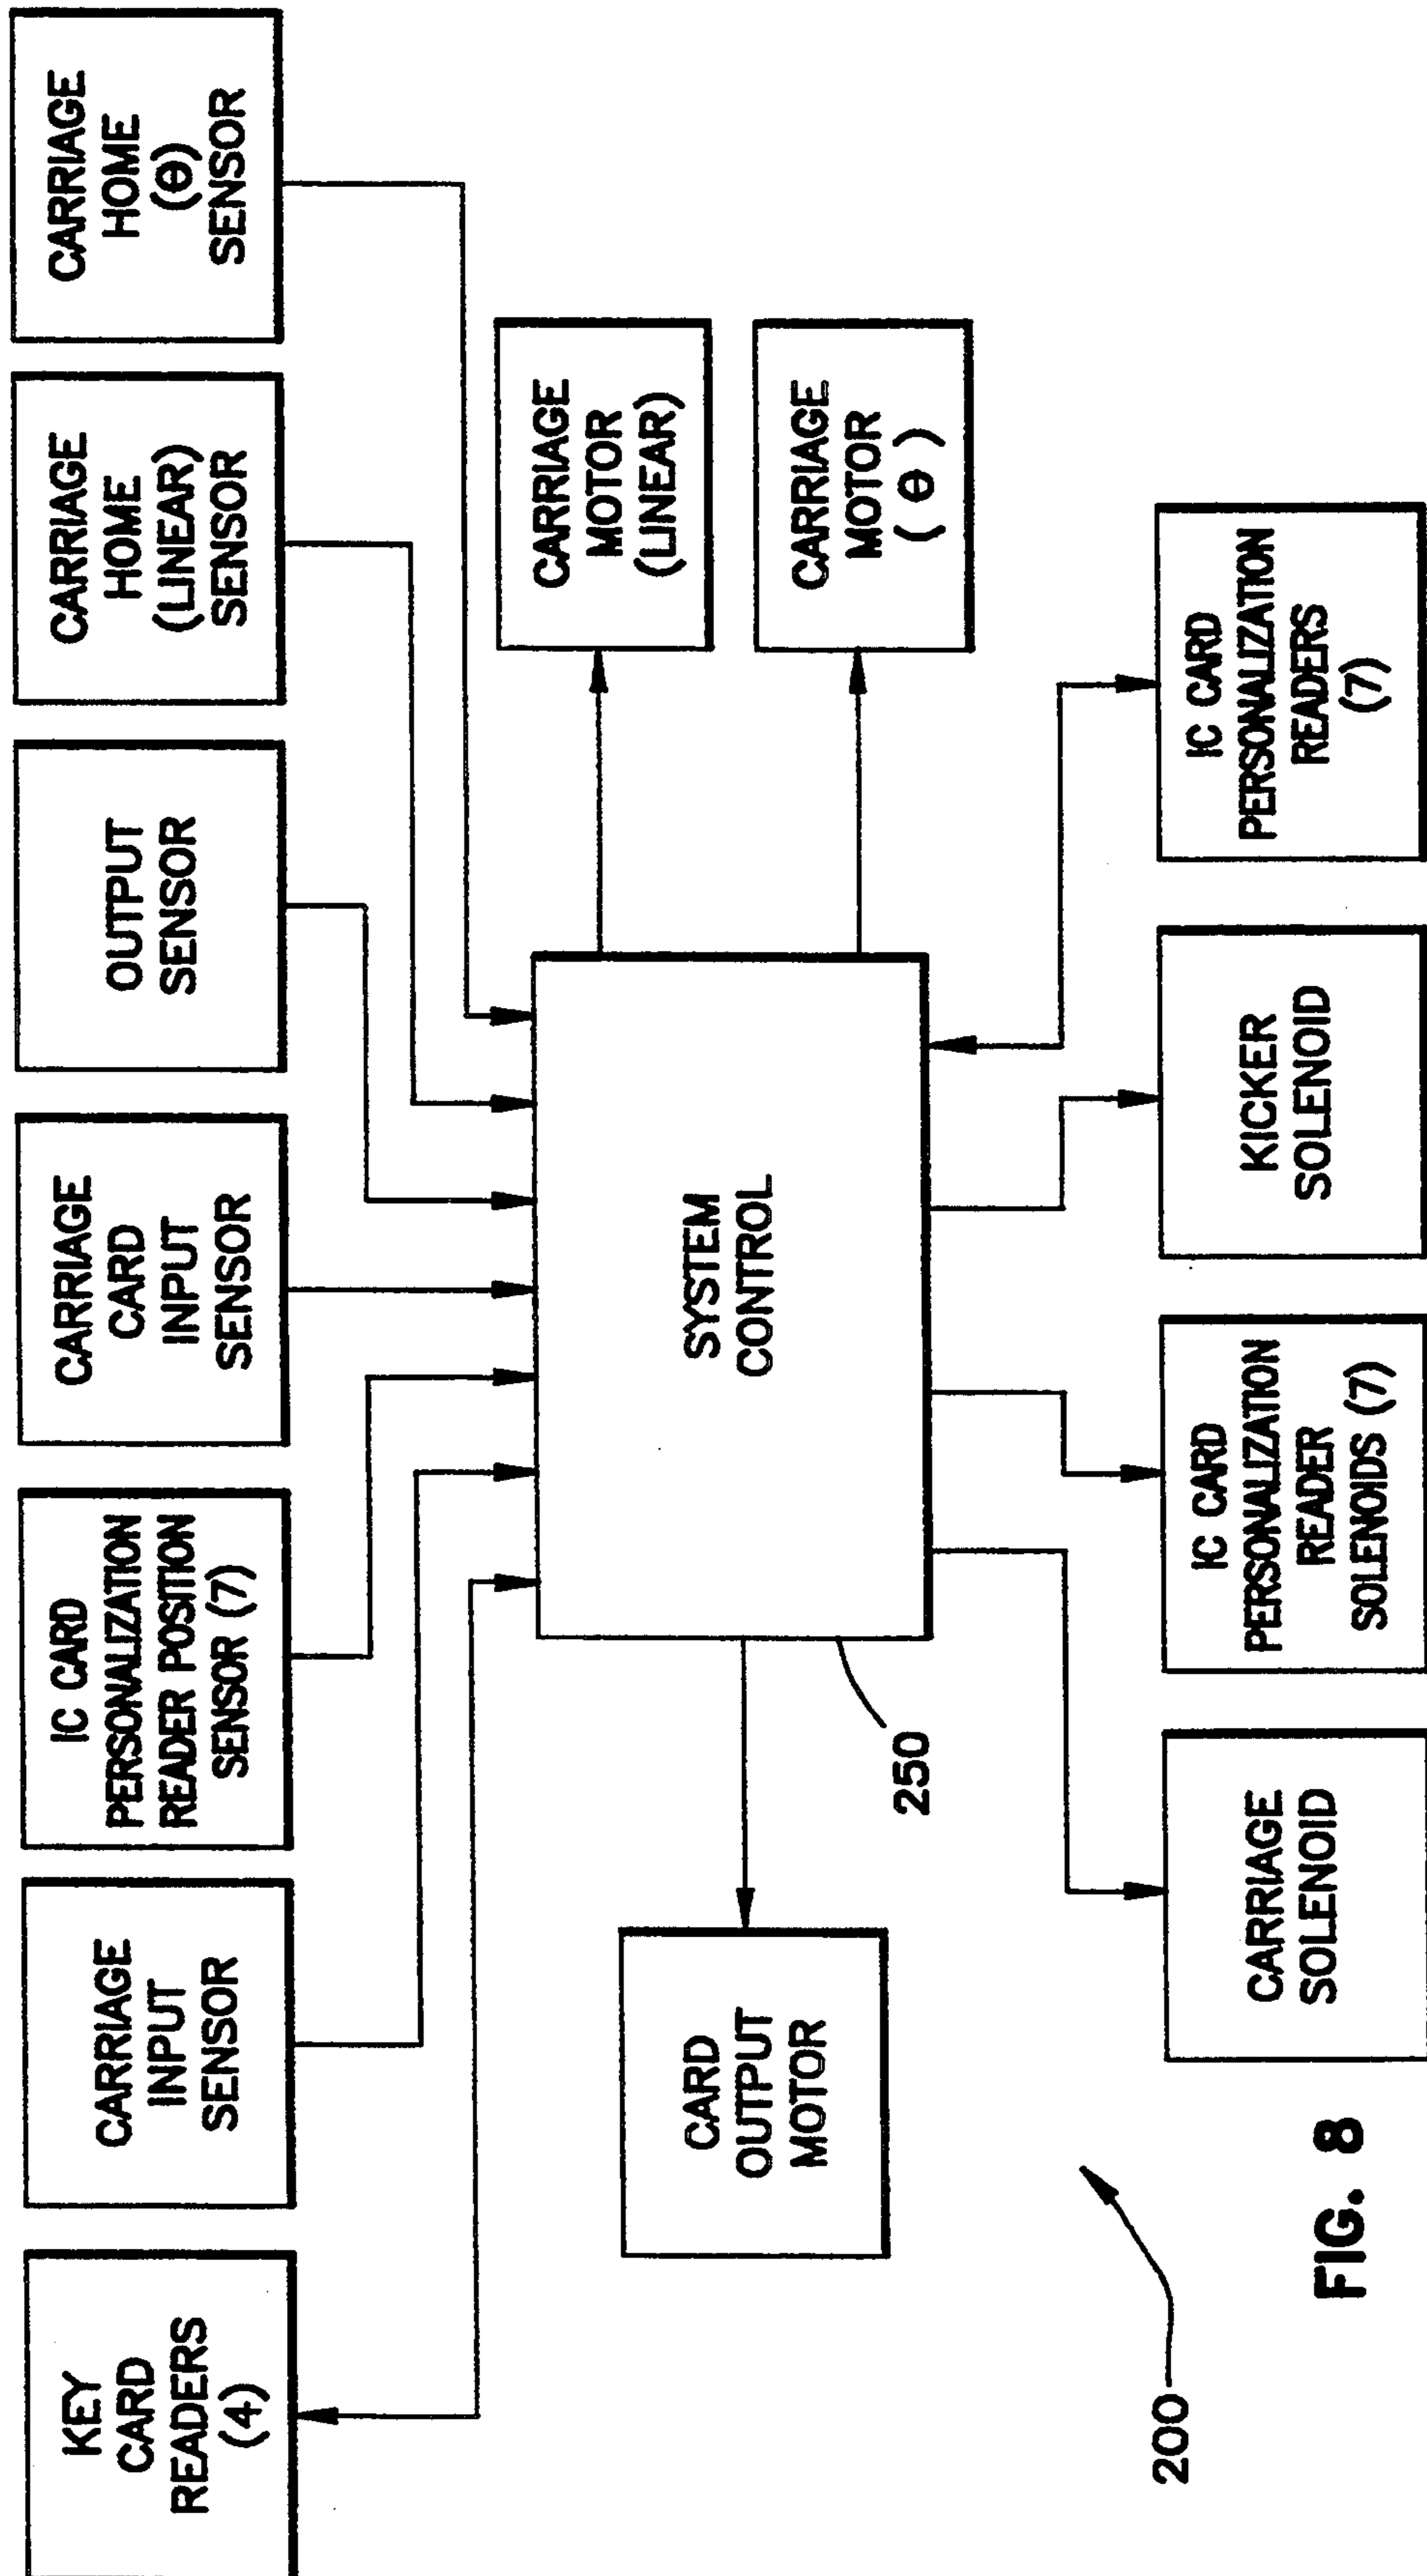 KEY
CARD
READERS
(4)
CARRIAGE
INPUT
SENSOR
IC CARD
PERSONALIZATION
READER POSITION
SENSOR (7)
CARRIAGE
CARD
INPUT
SENSOR
OUTPUT
SENSOR
CARRIAGE
HOME
(LINEAR)
SENSOR
CARRIAGE
HOME
(θ)
SENSOR
CARD
OUTPUT
MOTOR
SYSTEM
CONTROL
250
CARRIAGE
MOTOR
(LINEAR)
CARRIAGE
MOTOR
( θ )
200
CARRIAGE
SOLENOID
IC CARD
PERSONALIZATION
READER
SOLENOIDS (7)
KICKER
SOLENOID
IC CARD
PERSONALIZATION
READERS
(7)
FIG. 8